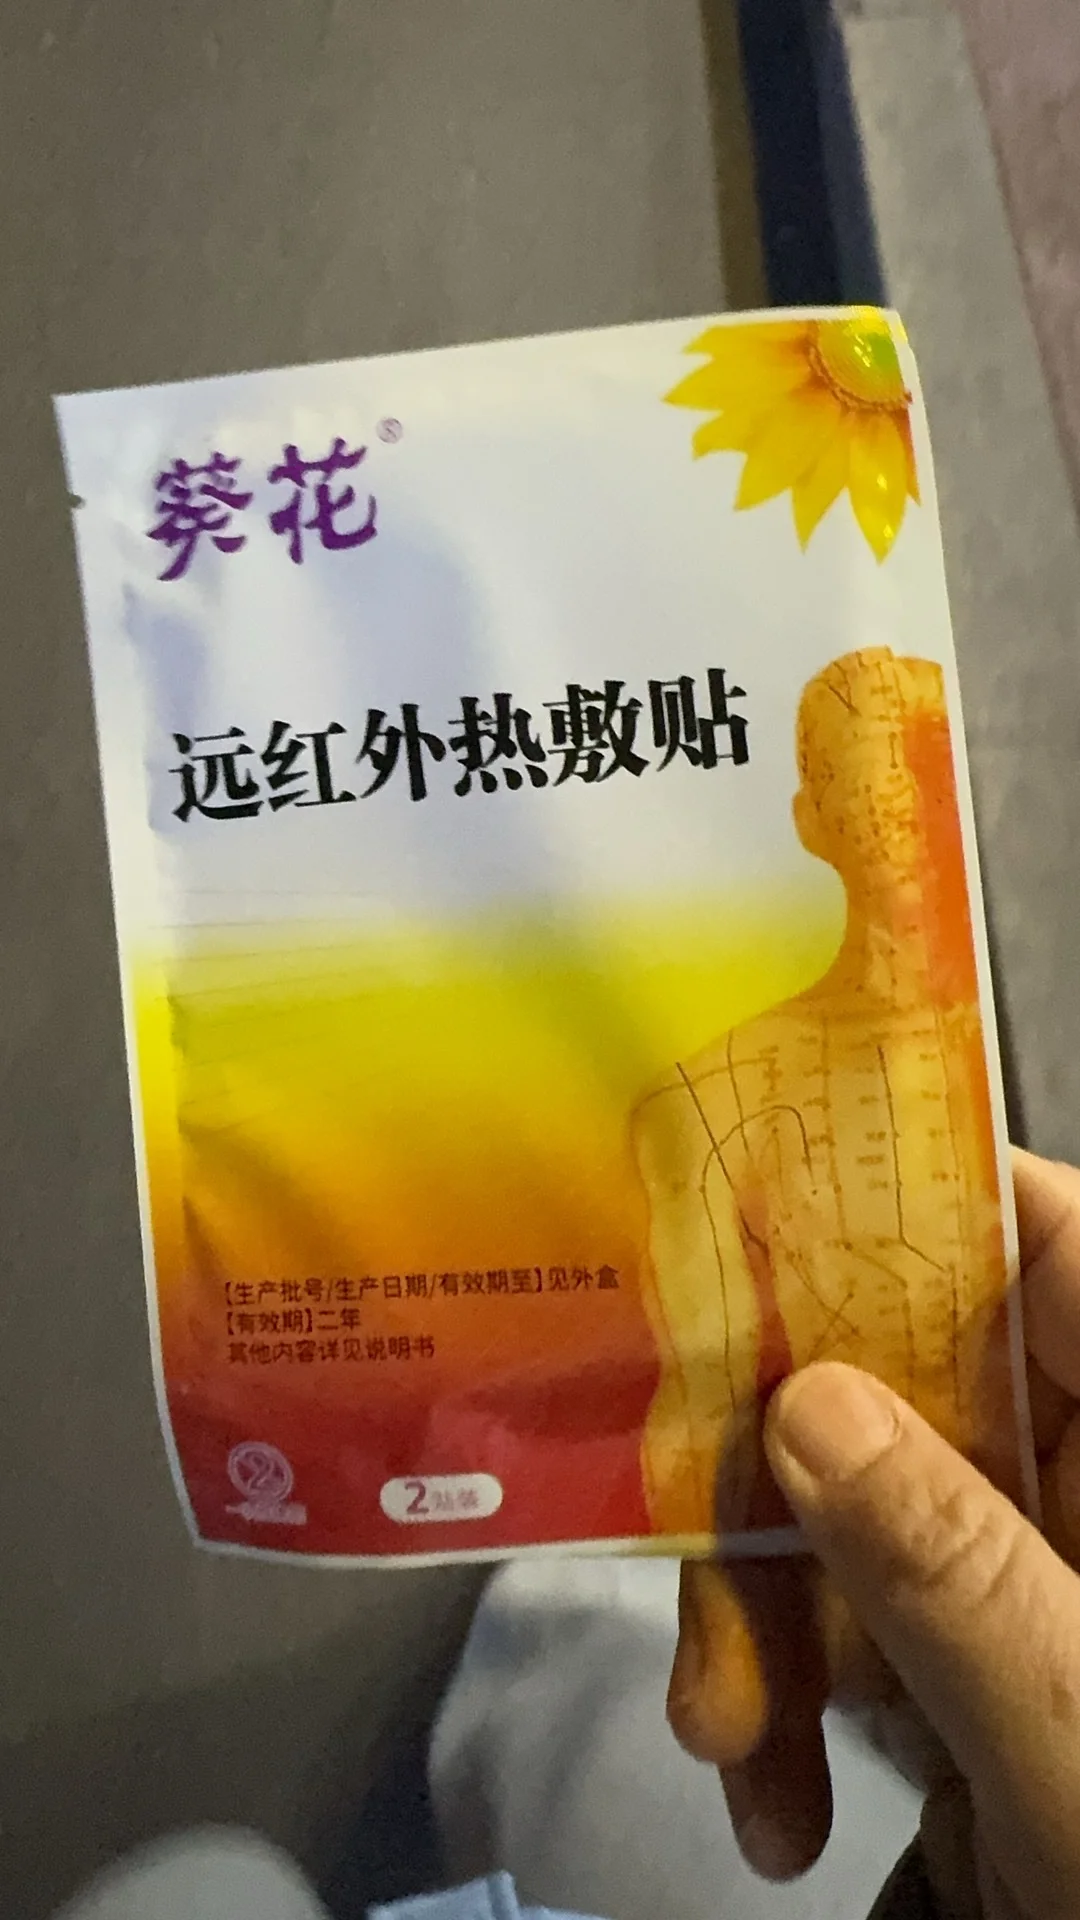 葵花®
远红外热敷贴
【生产批号/生产日期/有效期至】见外盒
【有效期】二年
其他内容详见说明书
2贴装